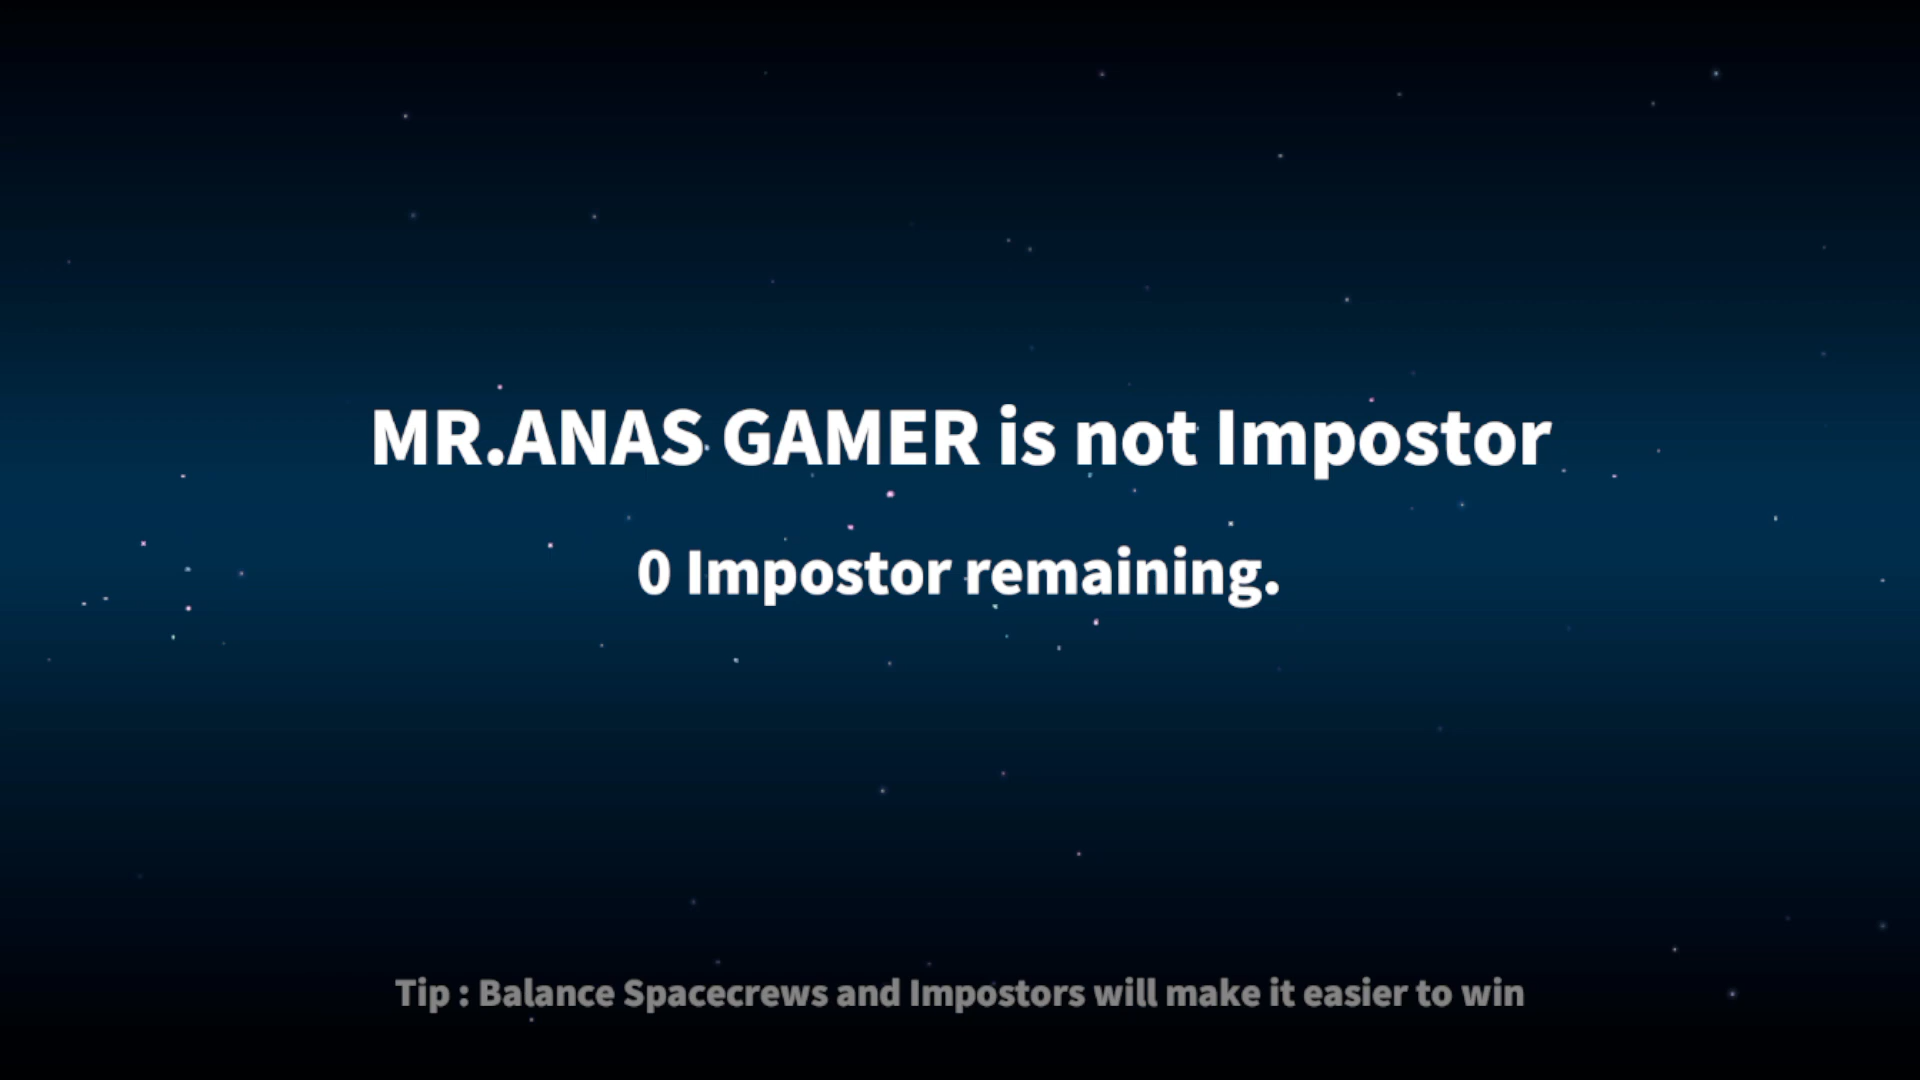 MR.ANAS GAMER is not Impostor
0 Impostor remaining.
Tip : Balance Spacecrews and Impostors will make it easier to win